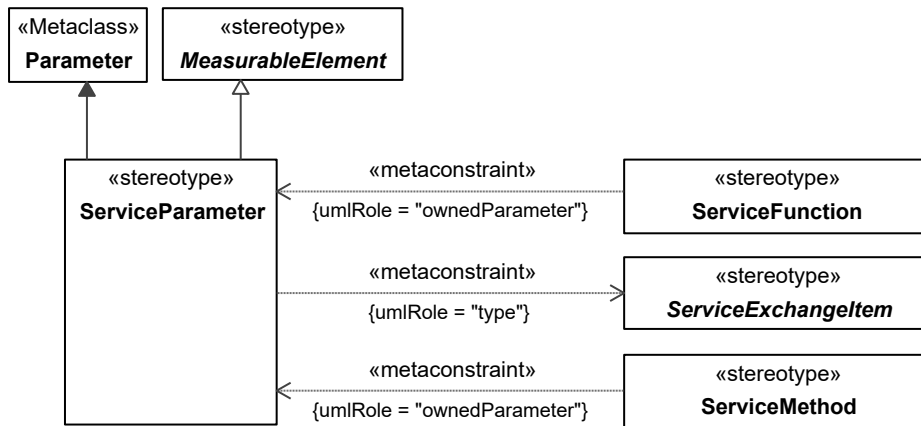 «Metaclass»
Parameter
«stereotype»
MeasurableElement
«stereotype»
ServiceParameter
«metaconstraint»
{umlRole = "ownedParameter"}
«stereotype»
ServiceFunction
«metaconstraint»
{umlRole = "type"}
«stereotype»
ServiceExchangeItem
«metaconstraint»
{umlRole = "ownedParameter"}
«stereotype»
ServiceMethod